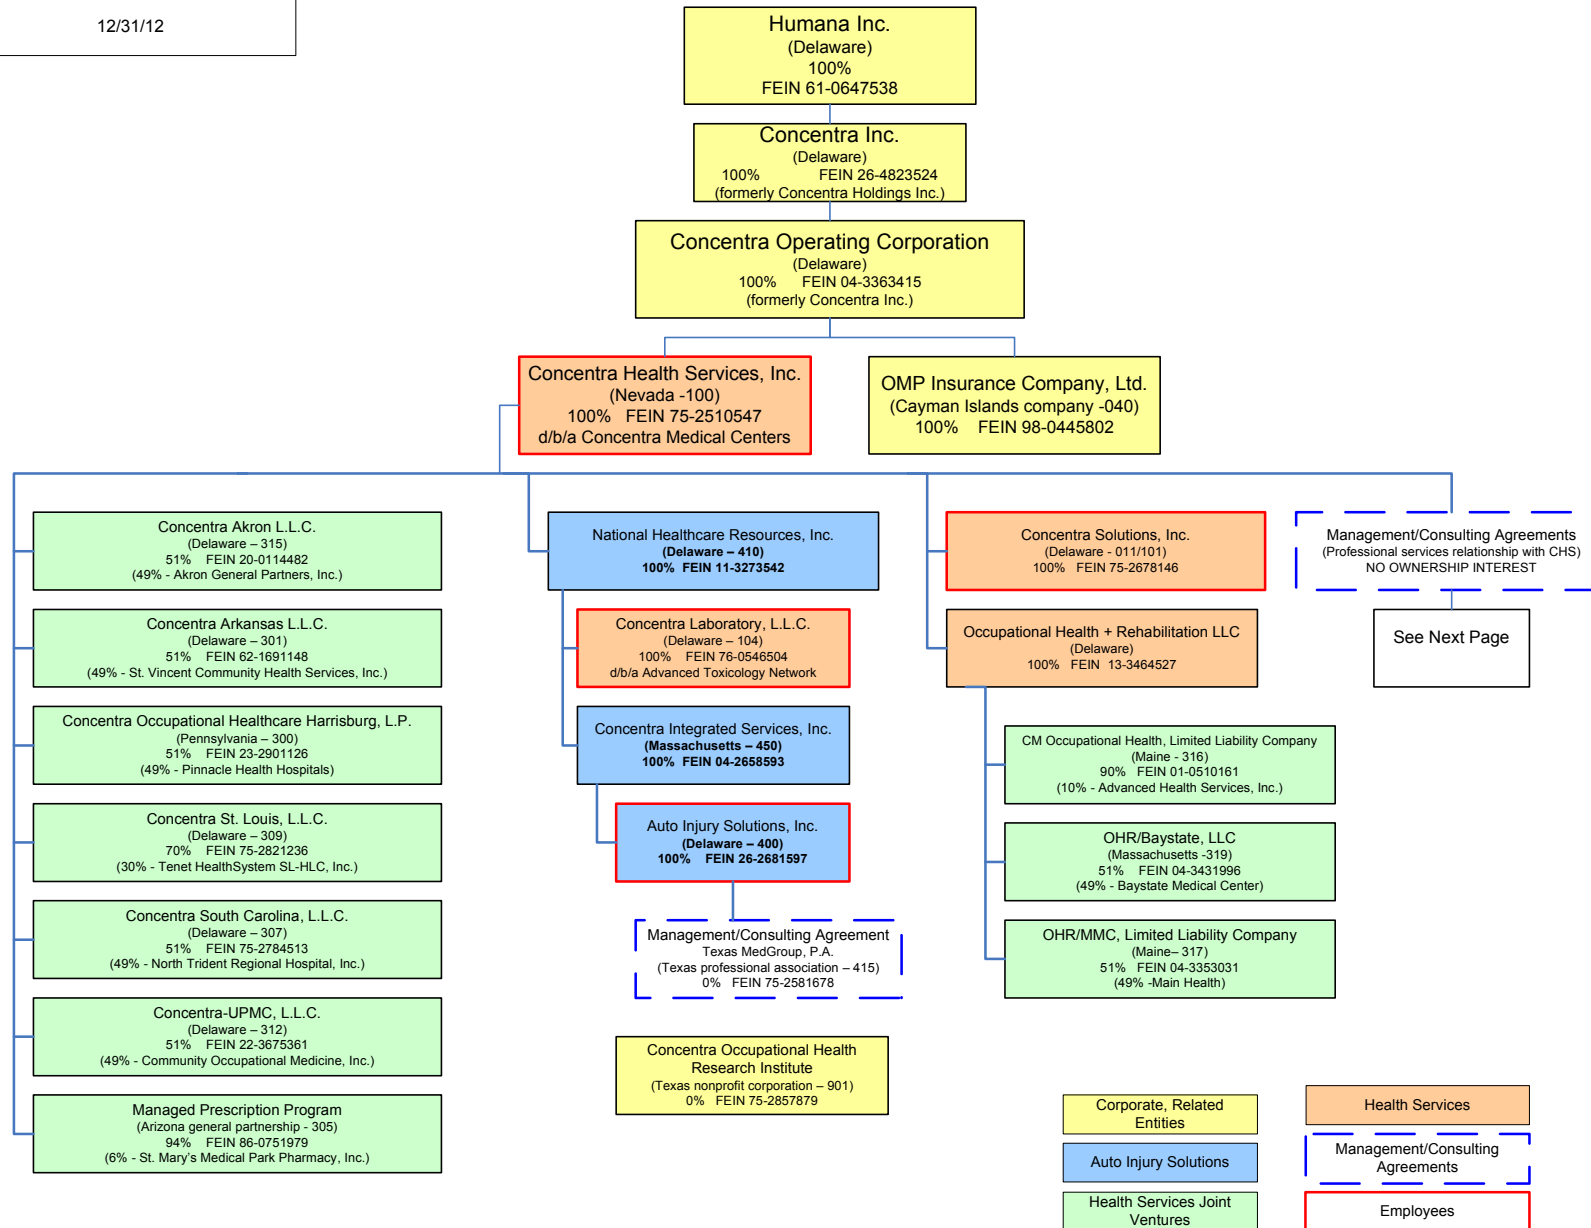 12/31/12
Humana Inc.
(Delaware)
100%
FEIN 61-0647538
Concentra Inc.
(Delaware)
100% FEIN 26-4823524
(formerly Concentra Holdings Inc.)
Concentra Operating Corporation
(Delaware)
100% FEIN 04-3363415
(formerly Concentra Inc.)
Concentra Health Services, Inc.
(Nevada -100)
100% FEIN 75-2510547
d/b/a Concentra Medical Centers
OMP Insurance Company, Ltd.
(Cayman Islands company -040)
100% FEIN 98-0445802
Concentra Akron L.L.C.
(Delaware – 315)
51% FEIN 20-0114482
(49% - Akron General Partners, Inc.)
Concentra Arkansas L.L.C.
(Delaware – 301)
51% FEIN 62-1691148
(49% - St. Vincent Community Health Services, Inc.)
Concentra Occupational Healthcare Harrisburg, L.P.
(Pennsylvania – 300)
51% FEIN 23-2901126
(49% - Pinnacle Health Hospitals)
Concentra St. Louis, L.L.C.
(Delaware – 309)
70% FEIN 75-2821236
(30% - Tenet HealthSystem SL-HLC, Inc.)
Concentra South Carolina, L.L.C.
(Delaware – 307)
51% FEIN 75-2784513
(49% - North Trident Regional Hospital, Inc.)
Concentra-UPMC, L.L.C.
(Delaware – 312)
51% FEIN 22-3675361
(49% - Community Occupational Medicine, Inc.)
Managed Prescription Program
(Arizona general partnership - 305)
94% FEIN 86-0751979
(6% - St. Mary's Medical Park Pharmacy, Inc.)
National Healthcare Resources, Inc.
(Delaware – 410)
100% FEIN 11-3273542
Concentra Laboratory, L.L.C.
(Delaware – 104)
100% FEIN 76-0546504
d/b/a Advanced Toxicology Network
Concentra Integrated Services, Inc.
(Massachusetts – 450)
100% FEIN 04-2658593
Auto Injury Solutions, Inc.
(Delaware – 400)
100% FEIN 26-2681597
Management/Consulting Agreement
Texas MedGroup, P.A.
(Texas professional association – 415)
0% FEIN 75-2581678
Concentra Occupational Health
Research Institute
(Texas nonprofit corporation – 901)
0% FEIN 75-2857879
Concentra Solutions, Inc.
(Delaware - 011/101)
100% FEIN 75-2678146
Occupational Health + Rehabilitation LLC
(Delaware)
100% FEIN 13-3464527
CM Occupational Health, Limited Liability Company
(Maine - 316)
90% FEIN 01-0510161
(10% - Advanced Health Services, Inc.)
OHR/Baystate, LLC
(Massachusetts -319)
51% FEIN 04-3431996
(49% - Baystate Medical Center)
OHR/MMC, Limited Liability Company
(Maine– 317)
51% FEIN 04-3353031
(49% -Main Health)
Management/Consulting Agreements
(Professional services relationship with CHS)
NO OWNERSHIP INTEREST
See Next Page
Corporate, Related
Entities
Health Services
Auto Injury Solutions
Management/Consulting
Agreements
Health Services Joint
Ventures
Employees